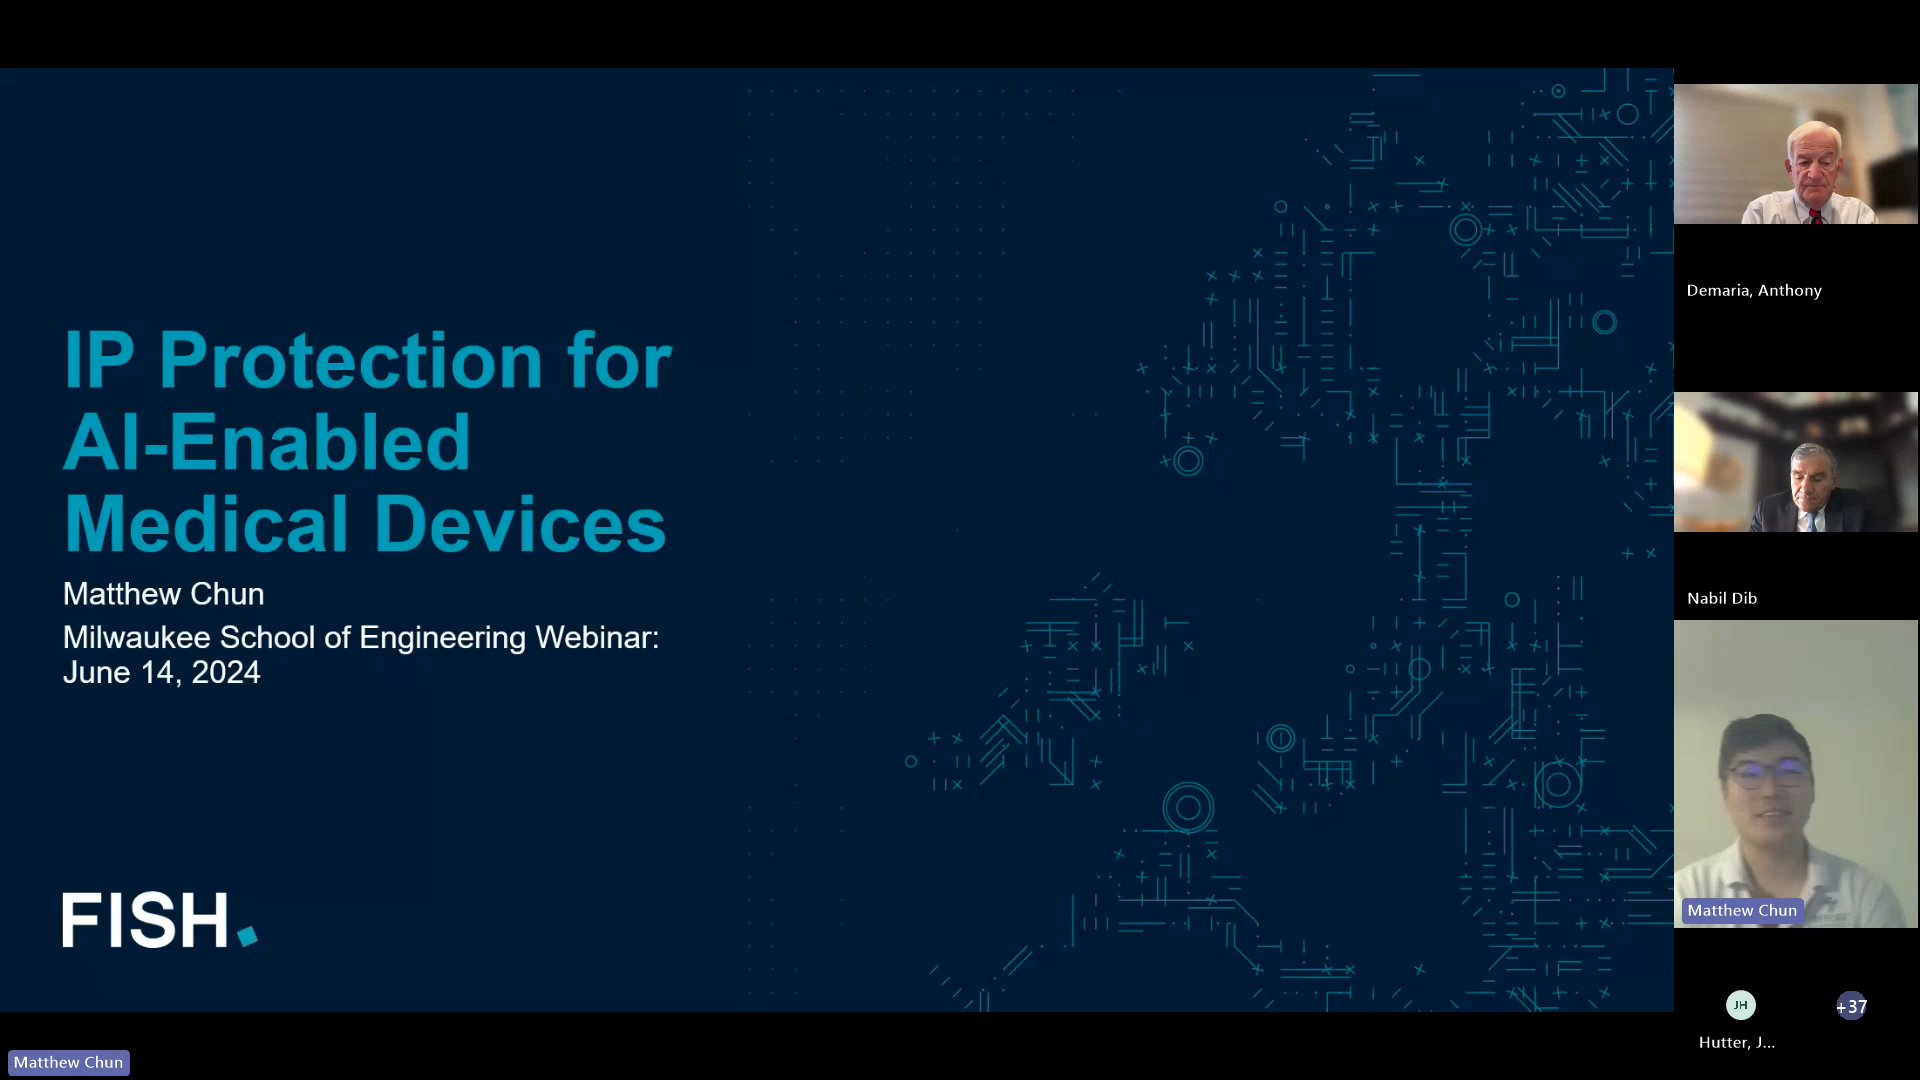 IP Protection for
AI-Enabled
Medical Devices
Matthew Chun
Milwaukee School of Engineering Webinar:
June 14, 2024
FISH.
Matthew Chun
Demaria, Anthony
Nabil Dib
Matthew Chun
JH
+37
Hutter, J...